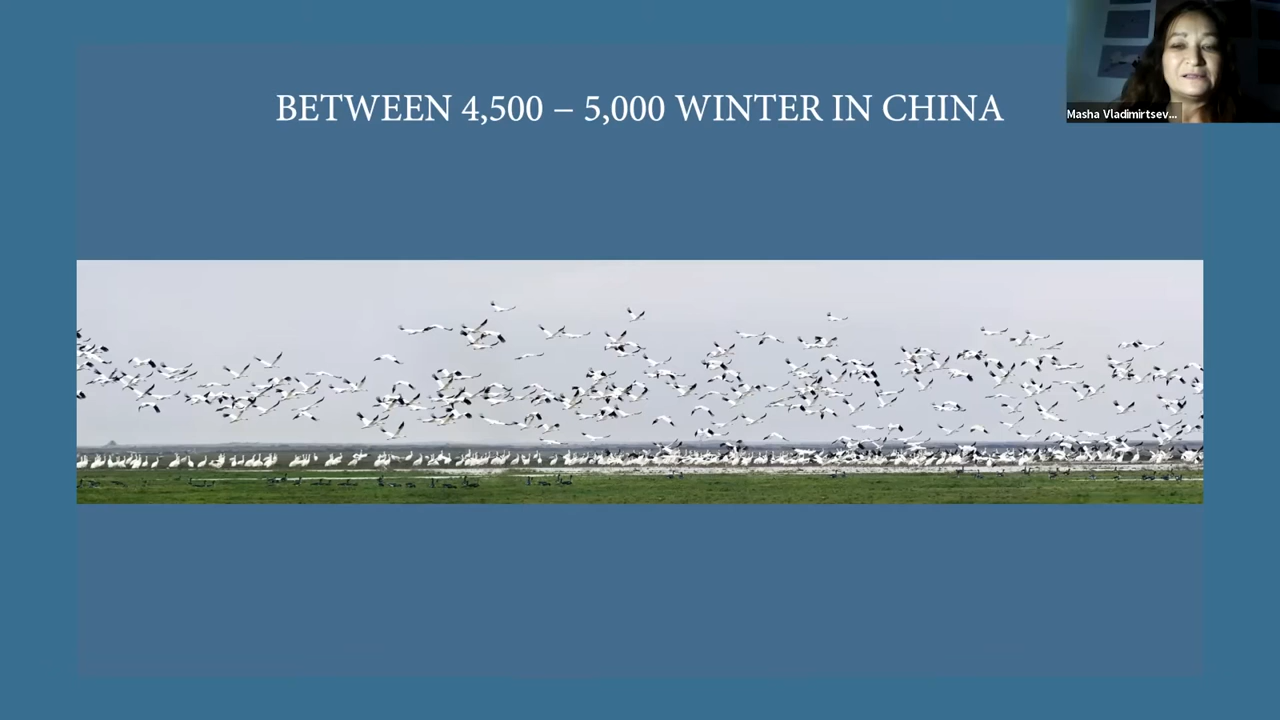 BETWEEN 4,500 – 5,000 WINTER IN CHINA
Masha Vladimirtsev...